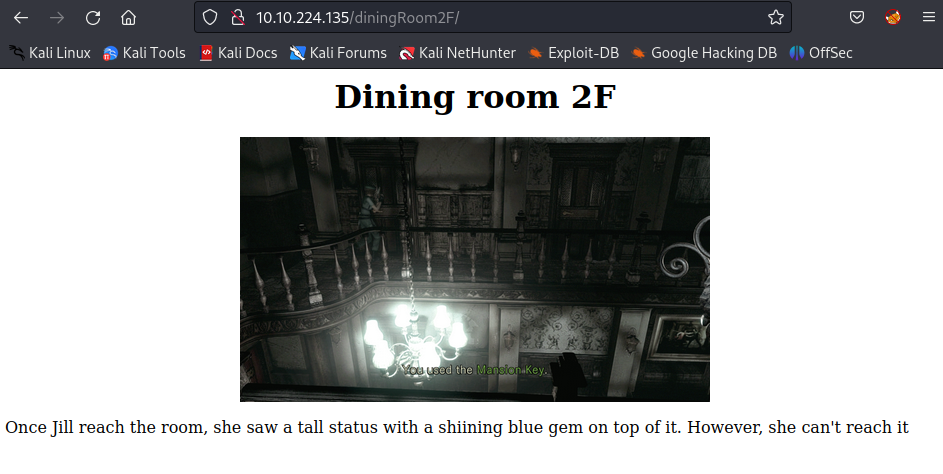 10.10.224.135/diningRoom2F/
Kali Linux Kali Tools Kali Docs Kali Forums Kali NetHunter Exploit-DB Google Hacking DB OffSec
Dining room 2F
You used the Mansion Key.
Once Jill reach the room, she saw a tall status with a shiining blue gem on top of it. However, she can't reach it